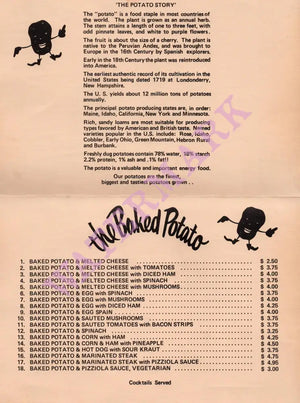 'THE POTATO STORY'
The "potato" is a food staple in most countries of
the world. The plant is grown as an annual herb.
The stem attains a length of one to three feet, with
odd pinnate leaves, and white to purple flowers.
The fruit is about the size of a cherry. The plant is
native to the Peruvian Andes, and was brought to
Europe in the 16th Century by Spanish explorers.
Early in the 18th Century the plant was reintroduced
into America.
The earliest authentic record of its cultivation in the
United States being dated 1719 at Londonderry,
New Hampshire.
The U. S. yields about 12 million tons of potatoes
annually.
The principal potato producing states are, in order:
Maine, Idaho, California, New York and Minnesota.
Rich, sandy loams are most suitable for producing
types favored by American and British taste. Named
varieties popular in the U.S. include: Rose, Idaho,
Cobbler, Early Ohio, Green Mountain, Hebron Rural
and Burbank.
Freshly dug potatoes contain 78% water, 18% starch
2.2% protein, 1% ash and .1% fat!!
The potato is a valuable and important energy food.
Our potatoes are the finest,
biggest and tastiest potatoes grown . .
the Baked Potato
1. BAKED POTATO & MELTED CHEESE $ 2.50
2. BAKED POTATO & MELTED CHEESE with TOMATOES $ 3.75
3. BAKED POTATO & MELTED CHEESE with DICED HAM $ 4.00
4. BAKED POTATO & MELTED CHEESE with SPINACH $ 3.75
5. BAKED POTATO & MELTED CHEESE with MUSHROOMS $ 4.00
6. BAKED POTATO & EGG with SPINACH $ 3.75
7. BAKED POTATO & EGG with MUSHROOMS $ 4.00
8. BAKED POTATO & EGG with DICED HAM $ 4.25
9. BAKED POTATO & EGG SPAIN $ 4.00
10. BAKED POTATO & SAUTED MUSHROOMS $ 3.75
11. BAKED POTATO & SAUTED TOMATOES with BACON STRIPS $ 3.75
12. BAKED POTATO & SPINACH $ 3.25
13. BAKED POTATO & CORN with HAM $ 4.25
14. BAKED POTATO & CORN & HAM with PINEAPPLE $ 4.50
15. BAKED POTATO & HOT DOG with SOUR KRAUT $ 3.75
16. BAKED POTATO & MARINATED STEAK $ 4.75
17. BAKED POTATO & MARINATED STEAK with PIZZIOLA SAUCE $ 4.95
18. BAKED POTATO & PIZZIOLA SAUCE, VEGETARIAN $ 3.00
Cocktails Served